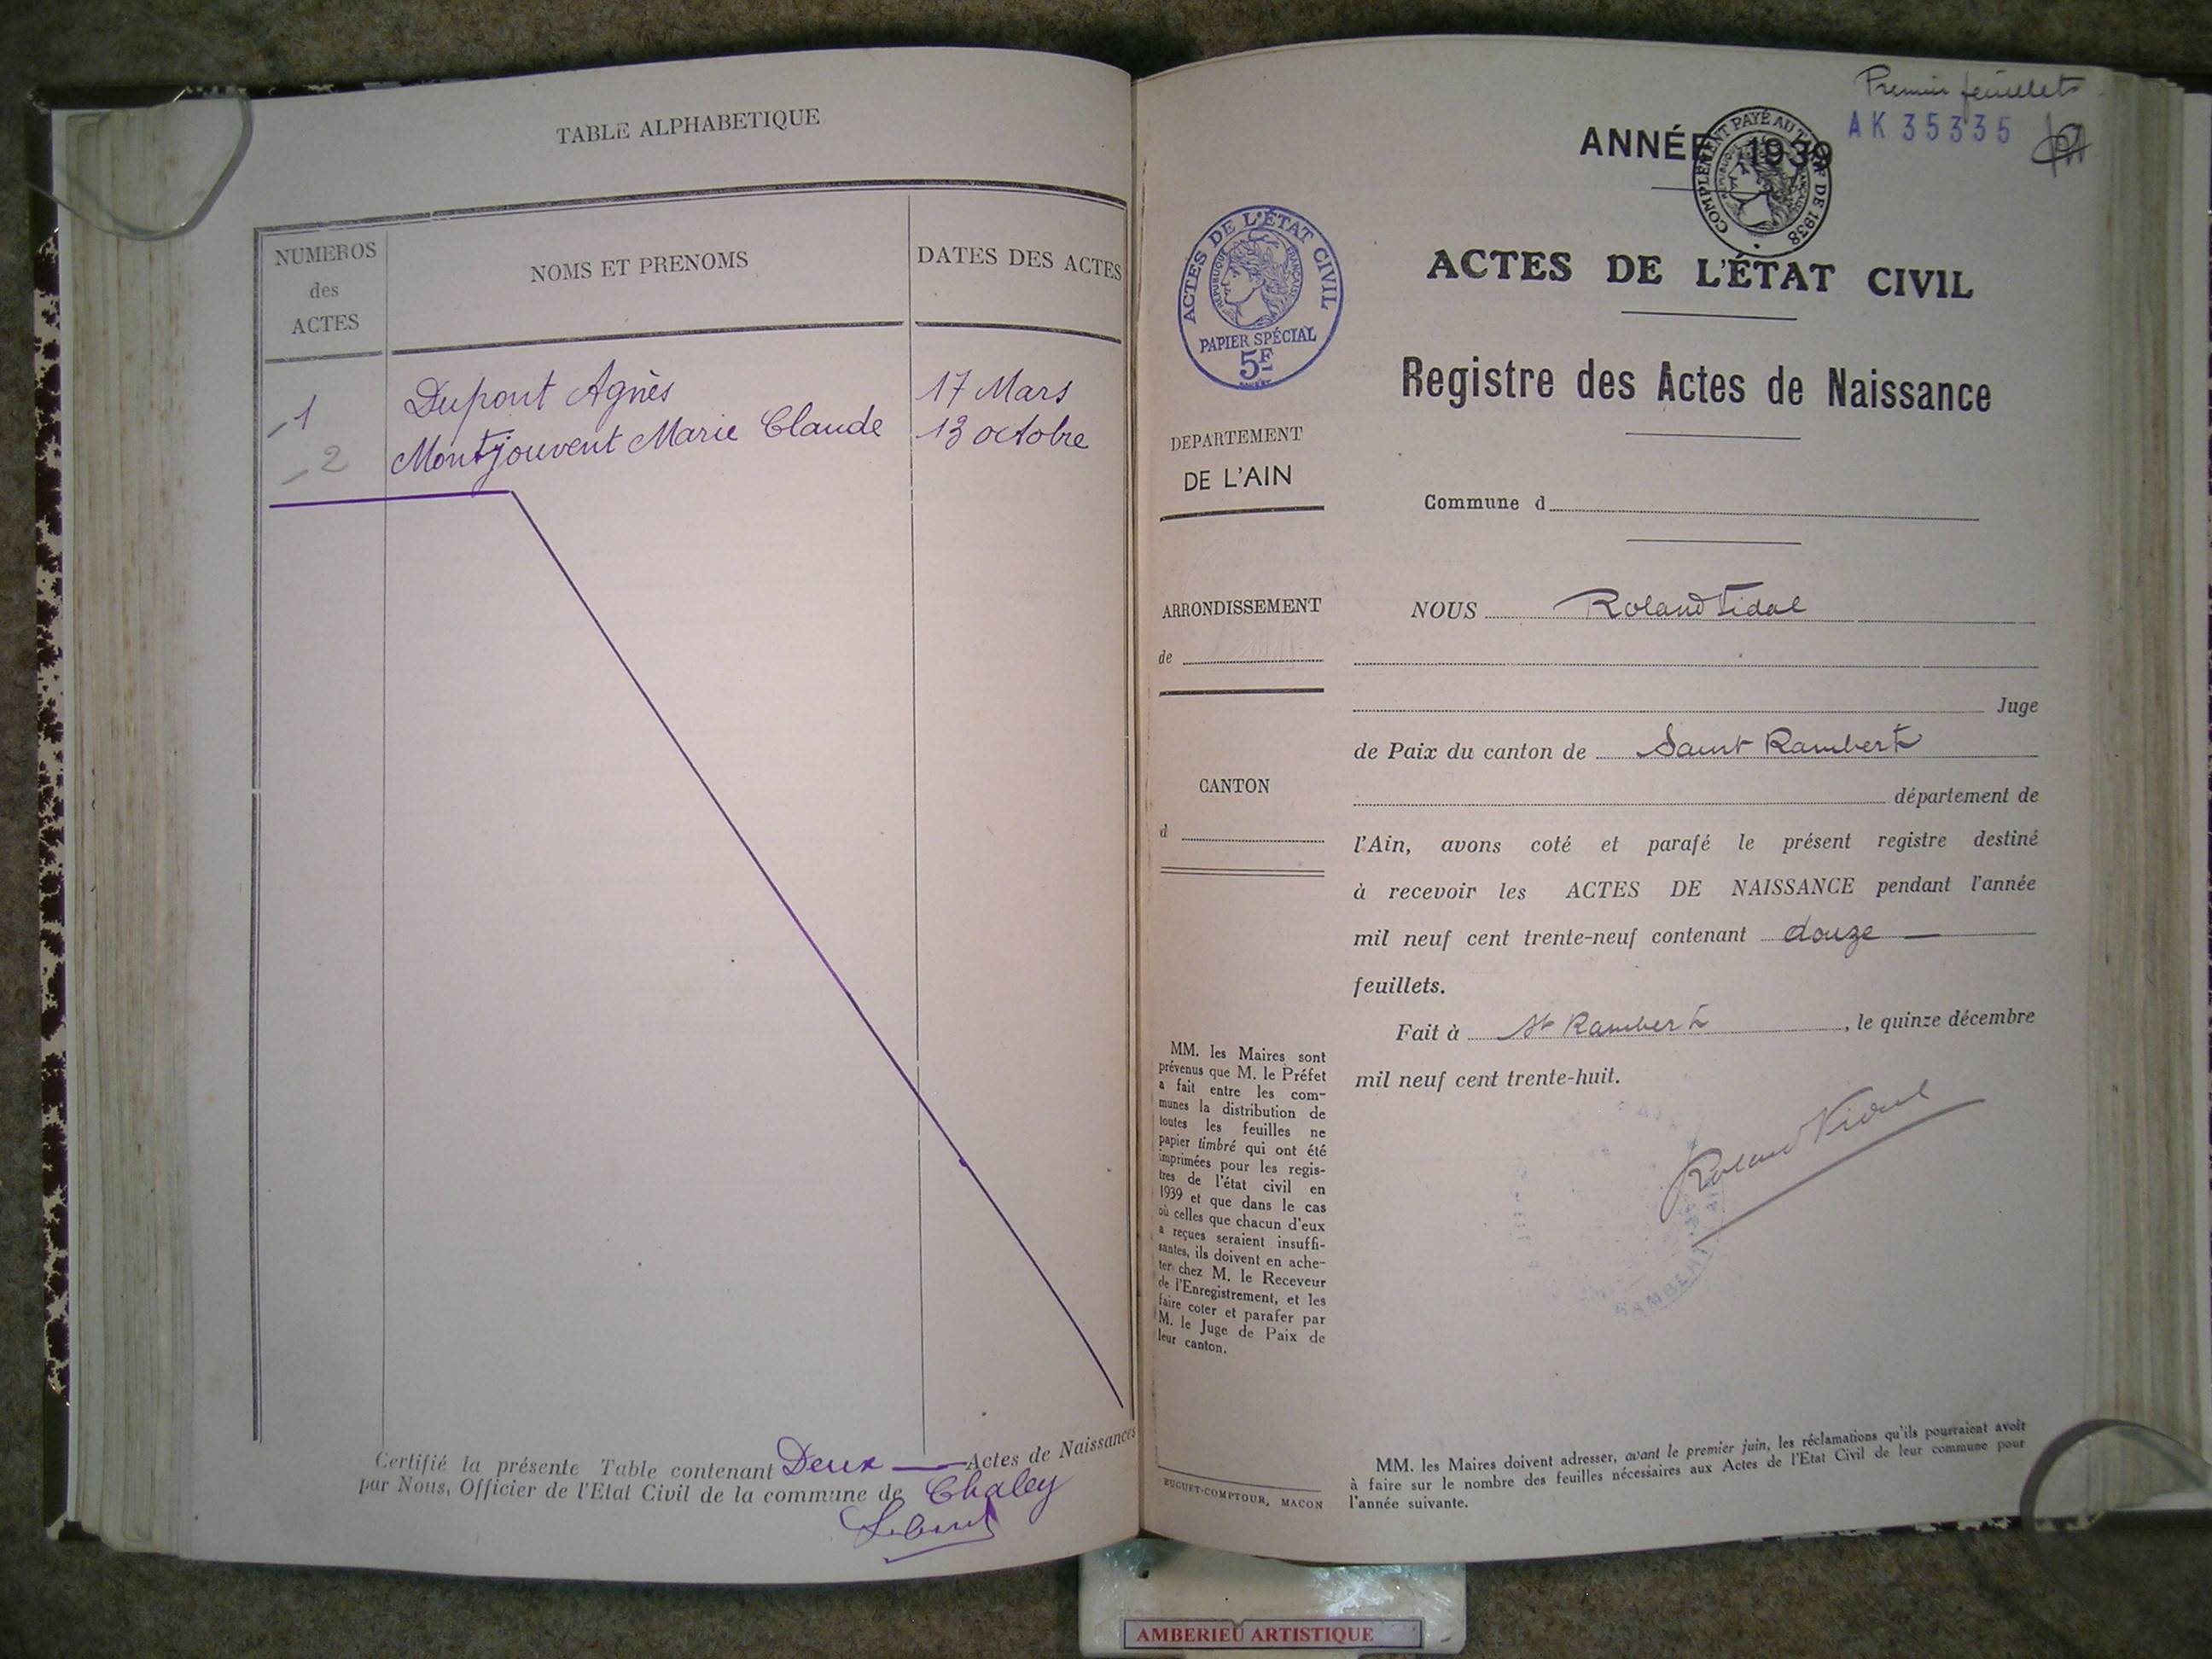 TABLE ALPHABETIQUE
NUMEROS
des
ACTES
NOMS ET PRENOMS
DATES DES ACTES
1 Dupont Agnès 17 Mars
2 Montjouvent Marie Claude 13 octobre
Certifié la présente Table contenant Deux Actes de Naissances
par Nous, Officier de l'Etat Civil de la commune de Chaley
Premier feuillet
AK 35335
ANNÉE 1939
COMPLÉMENT PAYÉ AU TARIF DE 1938
ACTES DE L'ÉTAT CIVIL
RÉPUBLIQUE FRANÇAISE
PAPIER SPÉCIAL
5F
ACTES DE L'ÉTAT CIVIL
Registre des Actes de Naissance
DEPARTEMENT
DE L'AIN
Commune d
ARRONDISSEMENT
de
CANTON
d
NOUS Roland Vidal
Juge
de Paix du canton de Saint Rambert
département de
l'Ain, avons coté et parafé le présent registre destiné
à recevoir les ACTES DE NAISSANCE pendant l'année
mil neuf cent trente-neuf contenant douze
feuillets.
Fait à St Rambert, le quinze décembre
mil neuf cent trente-huit.
Roland Vidal
RAMBERT
MM. les Maires sont
prévenus que M. le Préfet
a fait entre les com-
munes la distribution de
toutes les feuilles ne
papier timbré qui ont été
imprimées pour les regis-
tres de l'état civil en
1939 et que dans le cas
où celles que chacun d'eux
a reçues seraient insuffi-
santes, ils doivent en ache-
ter chez M. le Receveur
de l'Enregistrement, et les
faire coter et parafer par
M. le Juge de Paix de
leur canton.
BUGUET-COMPTOUR, MACON
MM. les Maires doivent adresser, avant le premier juin, les réclamations qu'ils pourraient avoir
à faire sur le nombre des feuilles nécessaires aux Actes de l'Etat Civil de leur commune pour
l'année suivante.
AMBERIEU ARTISTIQUE